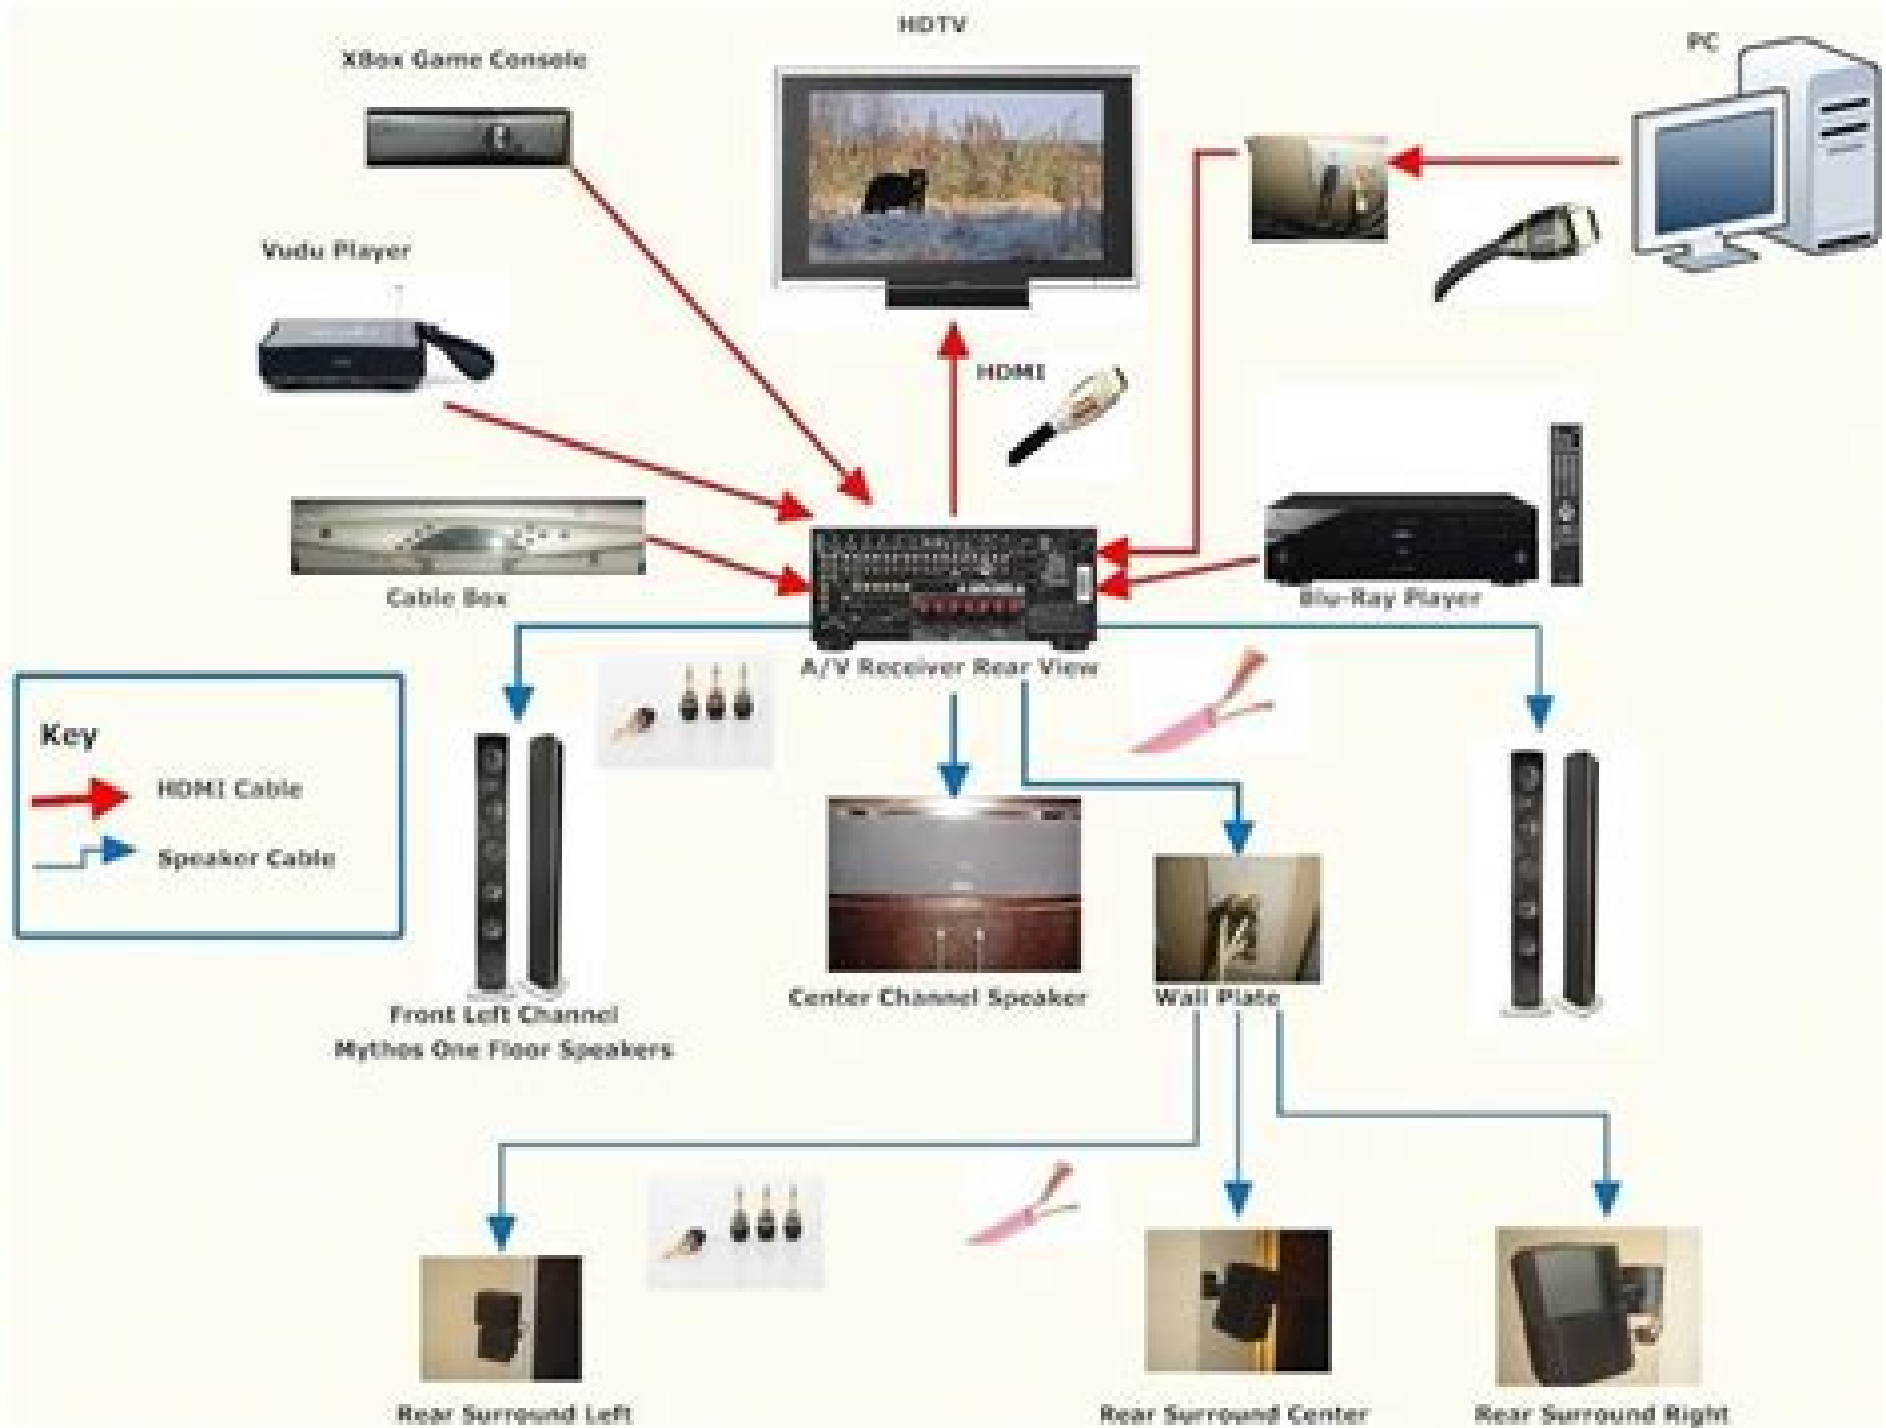 HDTV
PC
XBox Game Console
Vudu Player
HDMI
Cable Box
Blu-Ray Player
A/V Receiver Rear View
Key
HDMI Cable
Speaker Cable
Center Channel Speaker
Wall Plate
Front Left Channel
Mythos One Floor Speakers
Rear Surround Left
Rear Surround Center
Rear Surround Right